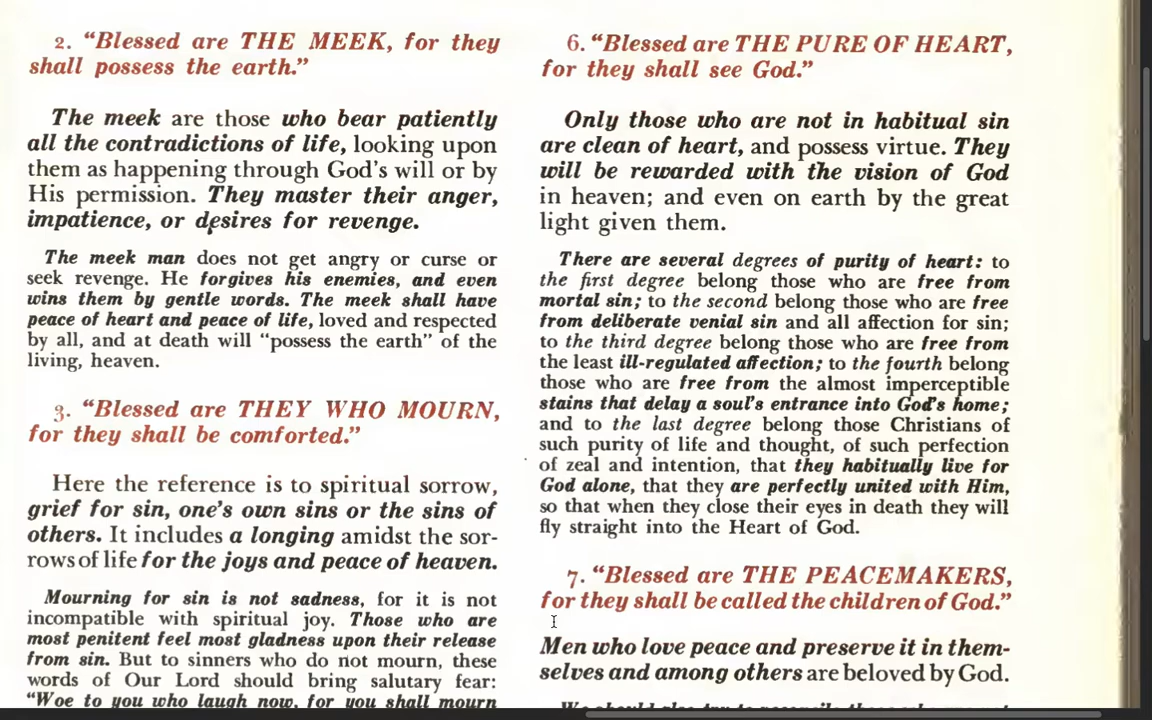 2. “Blessed are THE MEEK, for they
shall possess the earth.”
The meek are those who bear patiently
all the contradictions of life, looking upon
them as happening through God’s will or by
His permission. They master their anger,
impatience, or desires for revenge.
The meek man does not get angry or curse or
seek revenge. He forgives his enemies, and even
wins them by gentle words. The meek shall have
peace of heart and peace of life, loved and respected
by all, and at death will “possess the earth” of the
living, heaven.
3. “Blessed are THEY WHO MOURN,
for they shall be comforted.”
Here the reference is to spiritual sorrow,
grief for sin, one’s own sins or the sins of
others. It includes a longing amidst the sor-
rows of life for the joys and peace of heaven.
Mourning for sin is not sadness, for it is not
incompatible with spiritual joy. Those who are
most penitent feel most gladness upon their release
from sin. But to sinners who do not mourn, these
words of Our Lord should bring salutary fear:
“Woe to you who laugh now, for you shall mourn
6. “Blessed are THE PURE OF HEART,
for they shall see God.”
Only those who are not in habitual sin
are clean of heart, and possess virtue. They
will be rewarded with the vision of God
in heaven; and even on earth by the great
light given them.
There are several degrees of purity of heart: to
the first degree belong those who are free from
mortal sin; to the second belong those who are free
from deliberate venial sin and all affection for sin;
to the third degree belong those who are free from
the least ill-regulated affection; to the fourth belong
those who are free from the almost imperceptible
stains that delay a soul’s entrance into God’s home;
and to the last degree belong those Christians of
such purity of life and thought, of such perfection
of zeal and intention, that they habitually live for
God alone, that they are perfectly united with Him,
so that when they close their eyes in death they will
fly straight into the Heart of God.
7. “Blessed are THE PEACEMAKERS,
for they shall be called the children of God.”
Men who love peace and preserve it in them-
selves and among others are beloved by God.
We should also try to reconcile those who are not